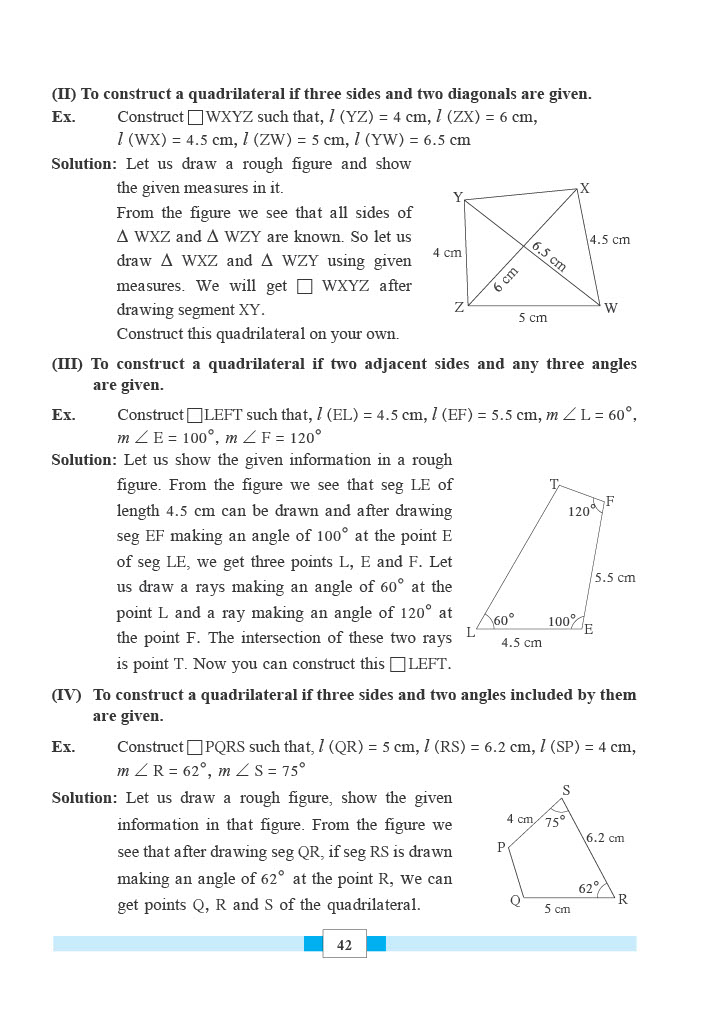 (II) To construct a quadrilateral if three sides and two diagonals are given.
Ex. Construct □WXYZ such that, l (YZ) = 4 cm, l (ZX) = 6 cm,
l (WX) = 4.5 cm, l (ZW) = 5 cm, l (YW) = 6.5 cm
Solution: Let us draw a rough figure and show
the given measures in it.
From the figure we see that all sides of
Δ WXZ and Δ WZY are known. So let us
draw Δ WXZ and Δ WZY using given
measures. We will get □ WXYZ after
drawing segment XY.
Construct this quadrilateral on your own.
Y
X
4 cm
6.5 cm
4.5 cm
6 cm
Z
W
5 cm
(III) To construct a quadrilateral if two adjacent sides and any three angles
are given.
Ex. Construct □LEFT such that, l (EL) = 4.5 cm, l (EF) = 5.5 cm, m ∠ L = 60°,
m ∠ E = 100°, m ∠ F = 120°
Solution: Let us show the given information in a rough
figure. From the figure we see that seg LE of
length 4.5 cm can be drawn and after drawing
seg EF making an angle of 100° at the point E
of seg LE, we get three points L, E and F. Let
us draw a rays making an angle of 60° at the
point L and a ray making an angle of 120° at
the point F. The intersection of these two rays
is point T. Now you can construct this □LEFT.
T
F
120°
5.5 cm
60°
100°
L
E
4.5 cm
(IV) To construct a quadrilateral if three sides and two angles included by them
are given.
Ex. Construct □PQRS such that, l (QR) = 5 cm, l (RS) = 6.2 cm, l (SP) = 4 cm,
m ∠ R = 62°, m ∠ S = 75°
Solution: Let us draw a rough figure, show the given
information in that figure. From the figure we
see that after drawing seg QR, if seg RS is drawn
making an angle of 62° at the point R, we can
get points Q, R and S of the quadrilateral.
S
4 cm
75°
6.2 cm
P
62°
Q
R
5 cm
42